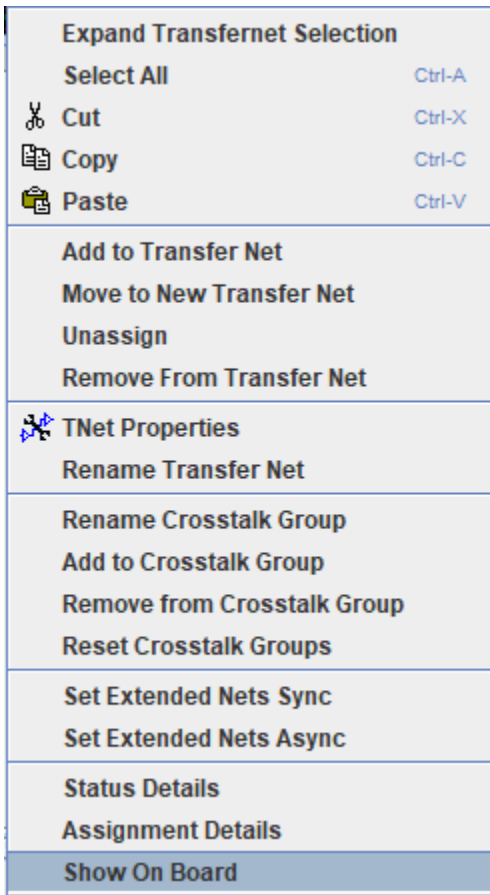 Expand Transfernet Selection
Select All Ctrl-A
Cut Ctrl-X
Copy Ctrl-C
Paste Ctrl-V
Add to Transfer Net
Move to New Transfer Net
Unassign
Remove From Transfer Net
TNet Properties
Rename Transfer Net
Rename Crosstalk Group
Add to Crosstalk Group
Remove from Crosstalk Group
Reset Crosstalk Groups
Set Extended Nets Sync
Set Extended Nets Async
Status Details
Assignment Details
Show On Board